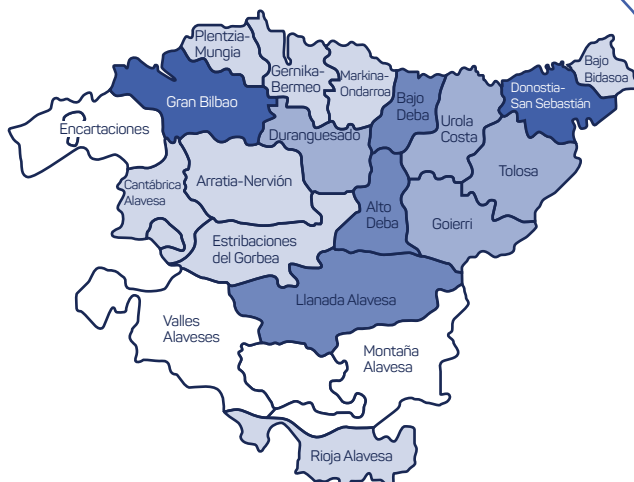 Plentzia-
Mungia
Gernika-
Bermeo
Markina-
Ondarroa
Bajo
Bidasoa
Gran Bilbao
Bajo
Deba
Urola
Costa
Donostia-
San Sebastián
Encartaciones
Duranguesado
Tolosa
Cantábrica
Alavesa
Arratia-Nervión
Alto
Deba
Goierri
Estribaciones
del Gorbea
Llanada Alavesa
Valles
Alaveses
Montaña
Alavesa
Rioja Alavesa